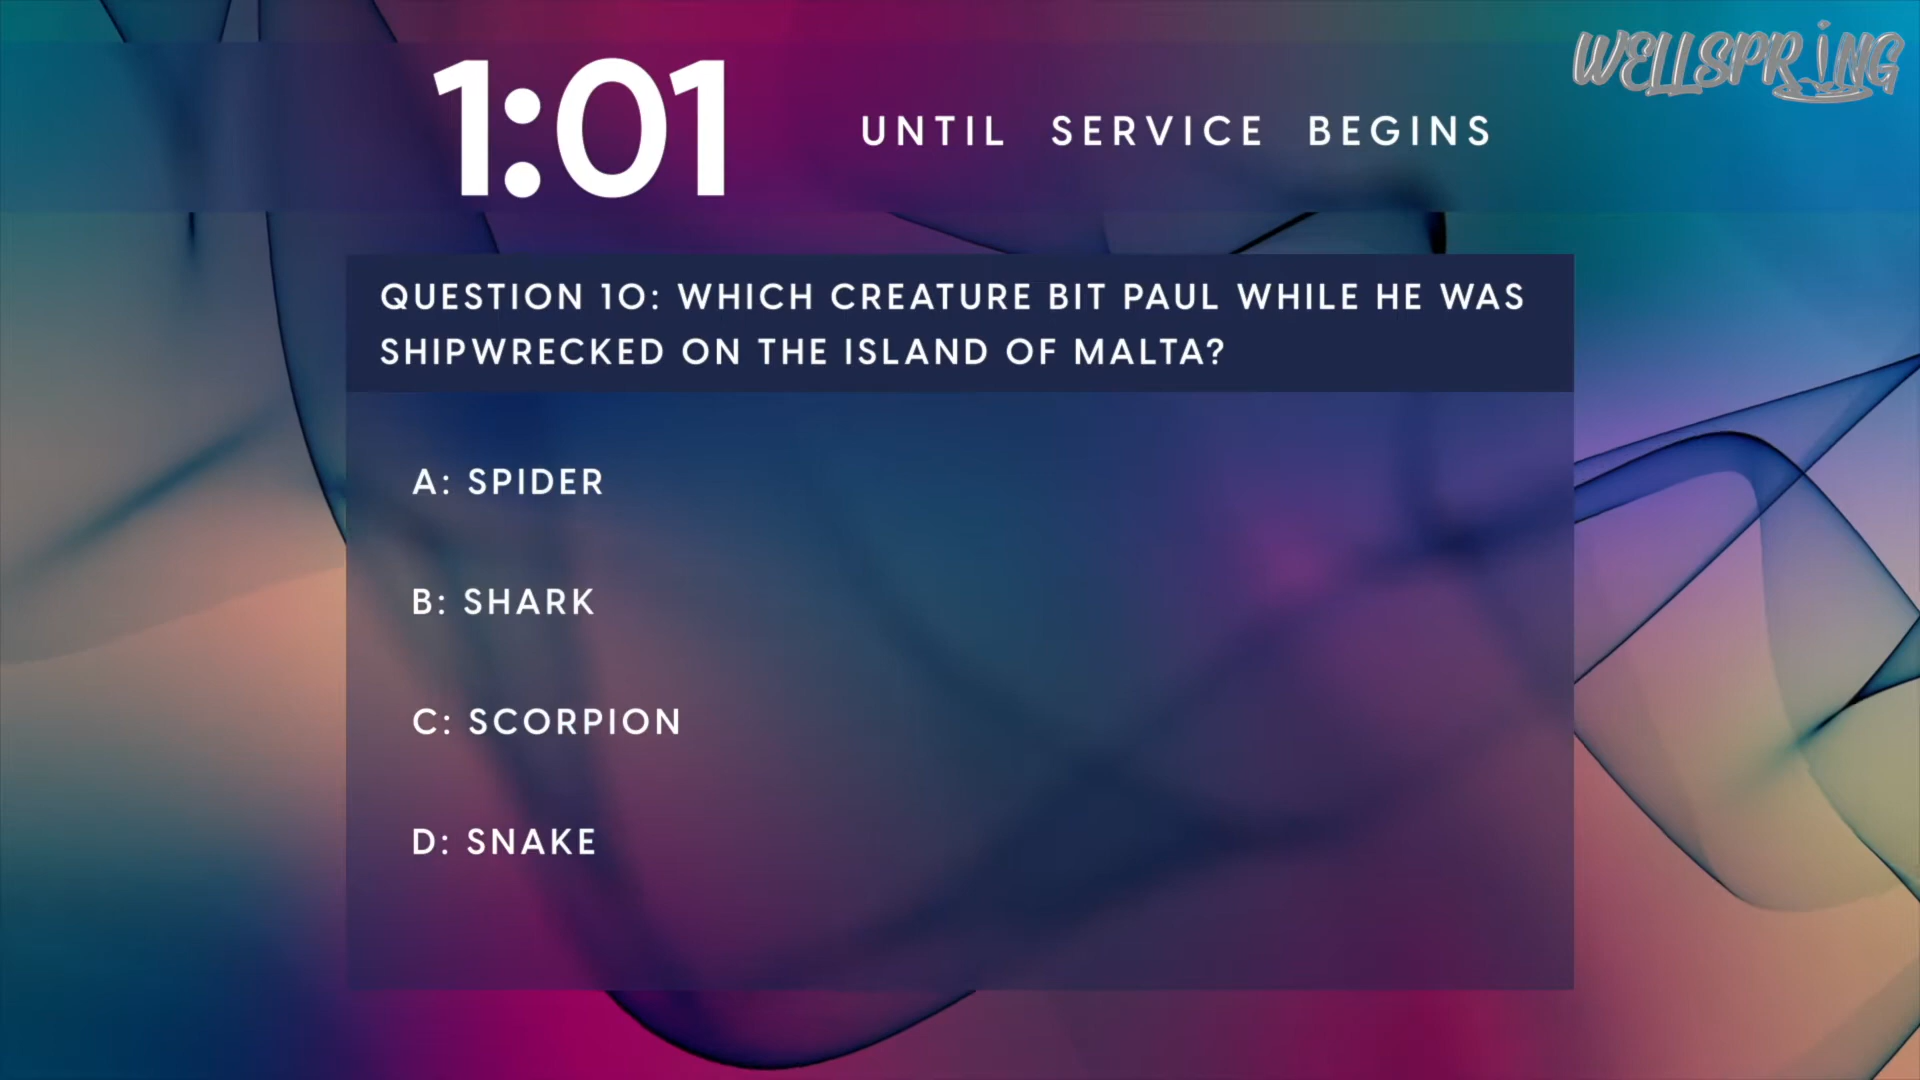 WELLSPRING
1:01
UNTIL SERVICE BEGINS
QUESTION 10: WHICH CREATURE BIT PAUL WHILE HE WAS
SHIPWRECKED ON THE ISLAND OF MALTA?
A: SPIDER
B: SHARK
C: SCORPION
D: SNAKE